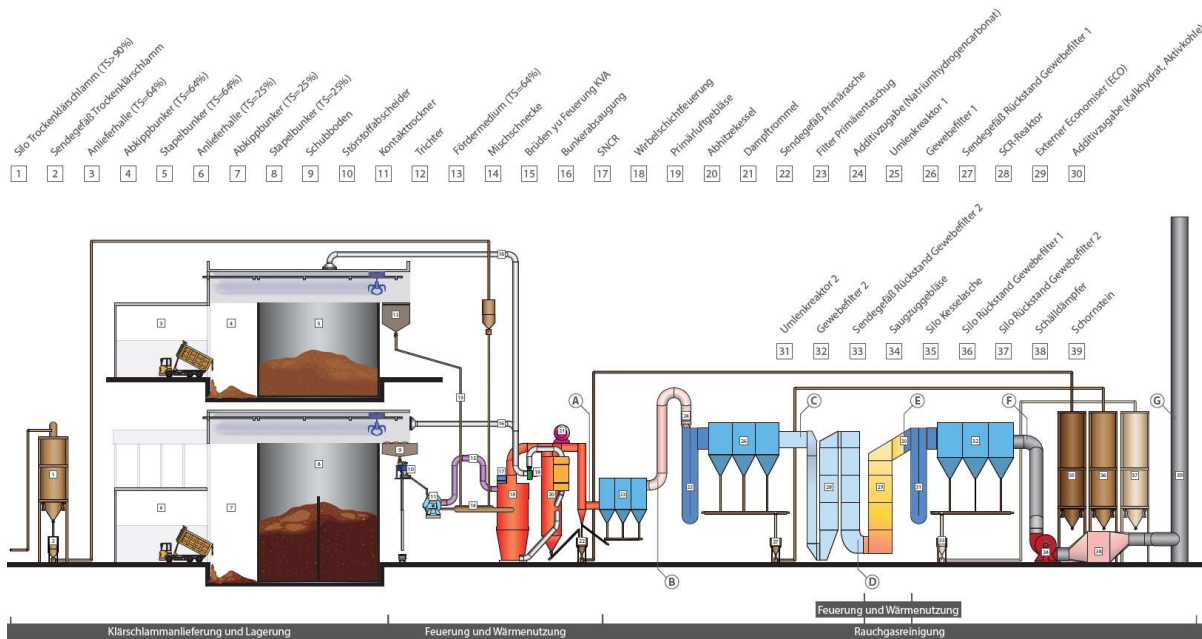 Silo Trockenklärschlamm (TS>90%)
Sendegefäß Trockenklärschlamm
Anlieferhalle (TS=64%)
Abkippbunker (TS=64%)
Stapelbunker (TS=64%)
Anlieferhalle (TS=25%)
Abkippbunker (TS=25%)
Stapelbunker (TS=25%)
Schubboden
Störstoffabscheider
Kontakttrockner
Trichter
Fördermedium (TS=64%)
Mischschnecke
Brüden yu Feuerung KVA
Bunkerabsaugung
SNCR
Wirbelschichtfeuerung
Primärluftgebläse
Abhitzekessel
Dampftrommel
Sendegefäß Primärasche
Filter Primärentaschug
Additivzugabe (Natriumhydrogencarbonat)
Umlenkreaktor 1
Gewebefilter 1
Sendegefäß Rückstand Gewebefilter 1
SCR-Reaktor
Externer Economiser (ECO)
Additivzugabe (Kalkhydrat, Aktivkohle)
1 2 3 4 5 6 7 8 9 10 11 12 13 14 15 16 17 18 19 20 21 22 23 24 25 26 27 28 29 30
Umlenkreaktor 2
Gewebefilter 2
Sendegefäß Rückstand Gewebefilter 2
Saugzuggebläse
Silo Kesselasche
Silo Rückstand Gewebefilter 1
Silo Rückstand Gewebefilter 2
Schälldämpfer
Schornstein
31 32 33 34 35 36 37 38 39
A C E F G
B D
Feuerung und Wärmenutzung
Klärschlammanlieferung und Lagerung Feuerung und Wärmenutzung Rauchgasreinigung